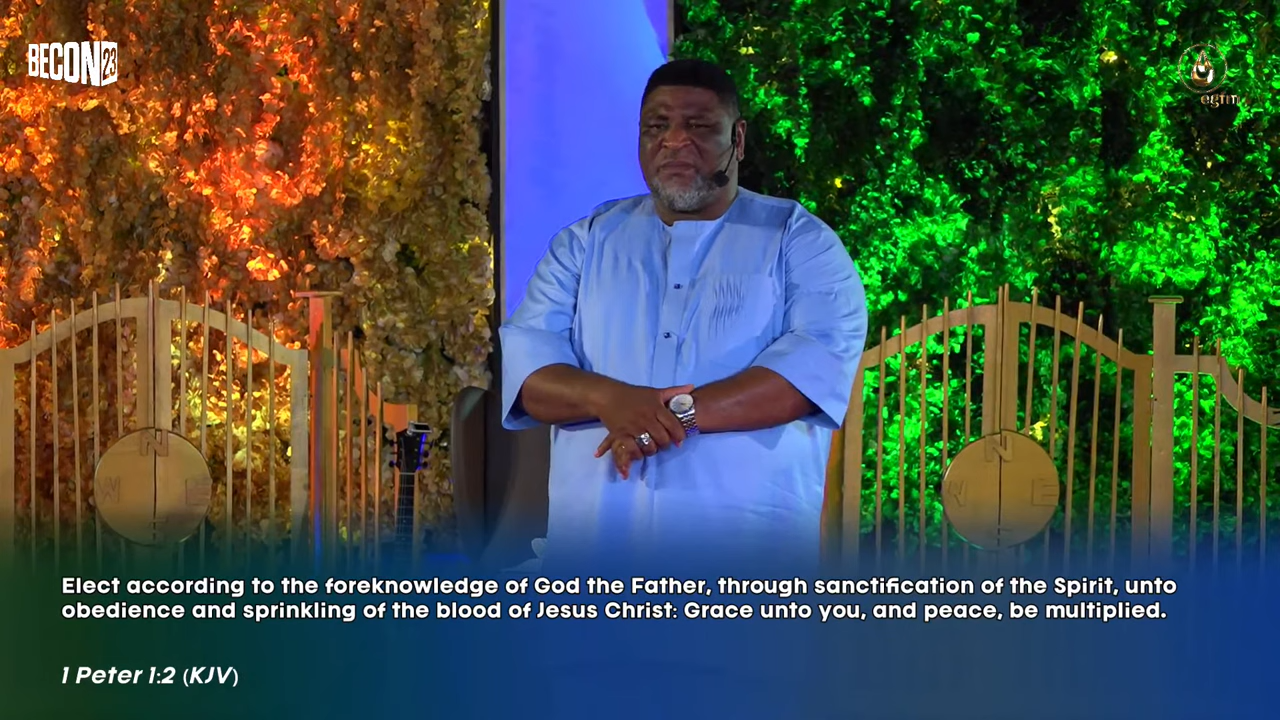 BECON23
egfm
N
W E
N
W E
Elect according to the foreknowledge of God the Father, through sanctification of the Spirit, unto
obedience and sprinkling of the blood of Jesus Christ: Grace unto you, and peace, be multiplied.
1 Peter 1:2 (KJV)